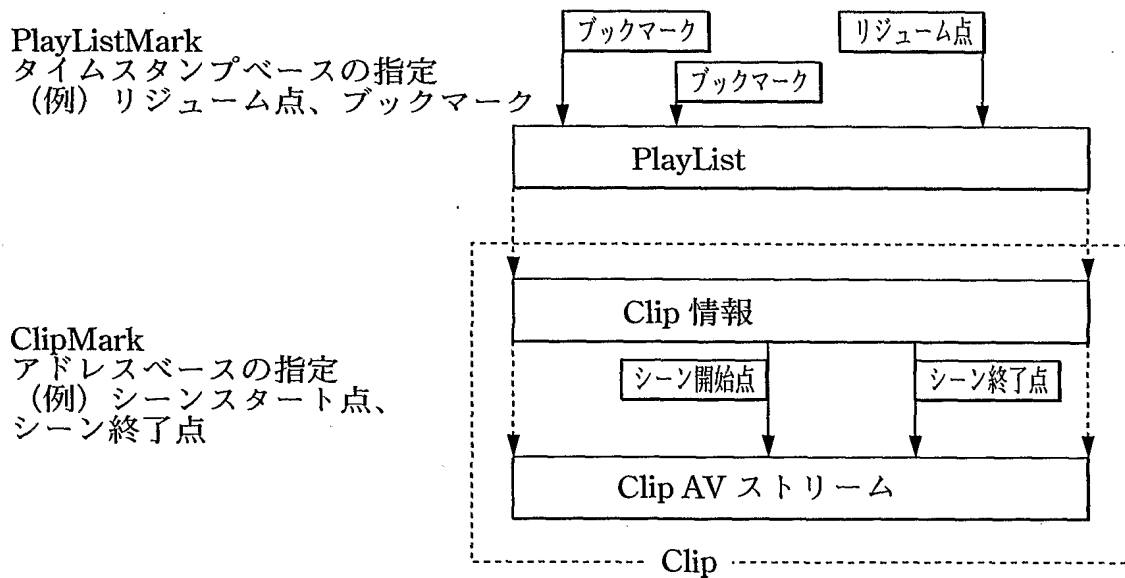 PlayListMark
タイムスタンプベースの指定
（例）リジューム点、ブックマーク
ブックマーク
リジューム点
ブックマーク
PlayList
ClipMark
アドレスベースの指定
（例）シーンスタート点、
シーン終了点
Clip 情報
シーン開始点
シーン終了点
Clip AV ストリーム
Clip